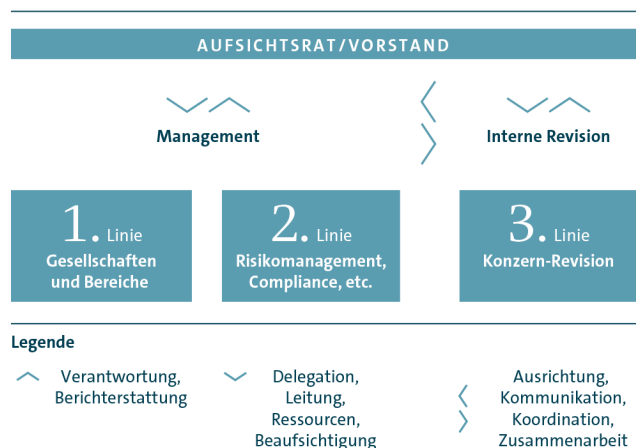 AUFSICHTSRAT/VORSTAND
Management
Interne Revision
1. Linie
Gesellschaften
und Bereiche
2. Linie
Risikomanagement,
Compliance, etc.
3. Linie
Konzern-Revision
Legende
Verantwortung,
Berichterstattung
Delegation,
Leitung,
Ressourcen,
Beaufsichtigung
Ausrichtung,
Kommunikation,
Koordination,
Zusammenarbeit